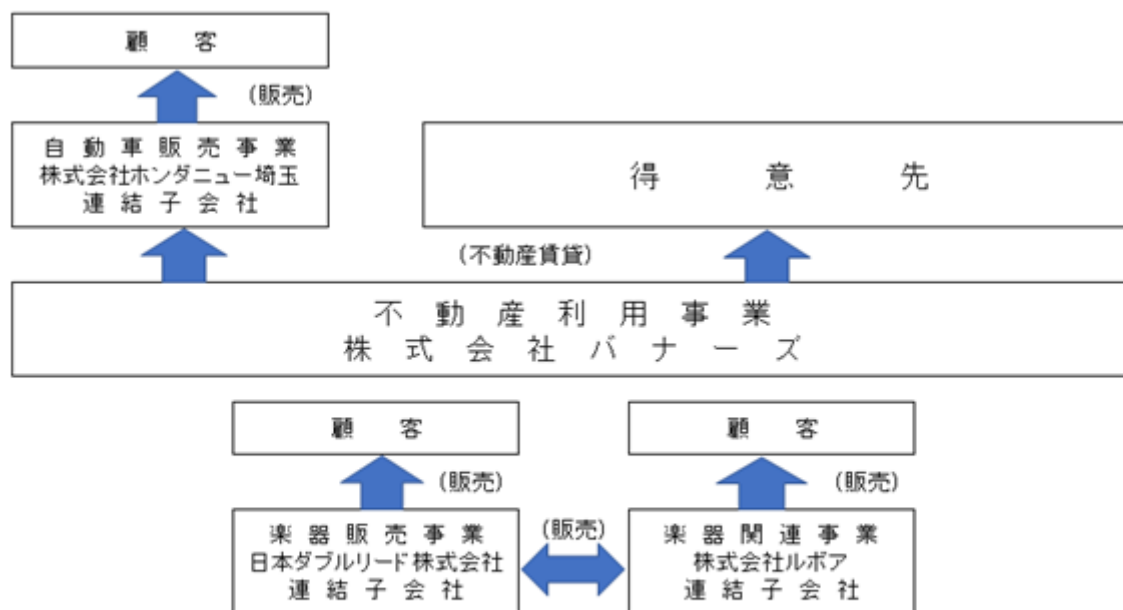 顧　客
(販売)
自動車販売事業
株式会社ホンダニュー埼玉
連結子会社
得意先
(不動産賃貸)
不動産利用事業
株式会社バナーズ
顧　客
顧　客
(販売)
(販売)
楽器販売事業
日本ダブルリード株式会社
連結子会社
(販売)
楽器関連事業
株式会社ルボア
連結子会社